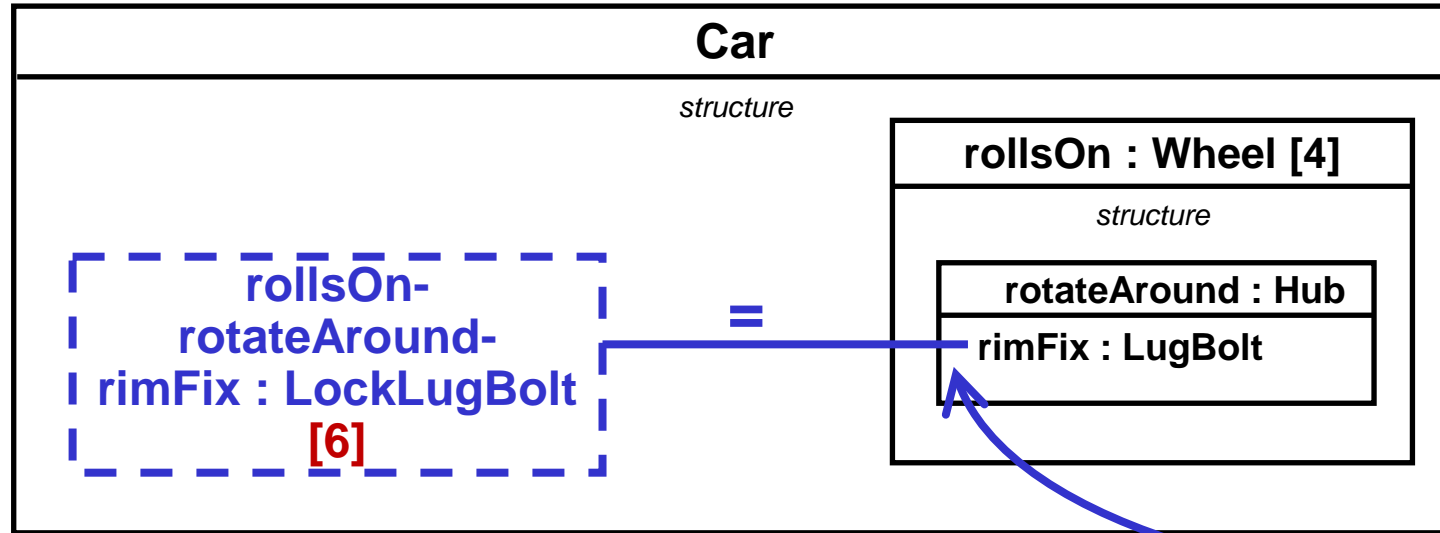 Car
structure
rollsOn : Wheel [4]
structure
rotateAround : Hub
rimFix : LugBolt
rollsOn-
rotateAround-
rimFix : LockLugBolt
[6]
=